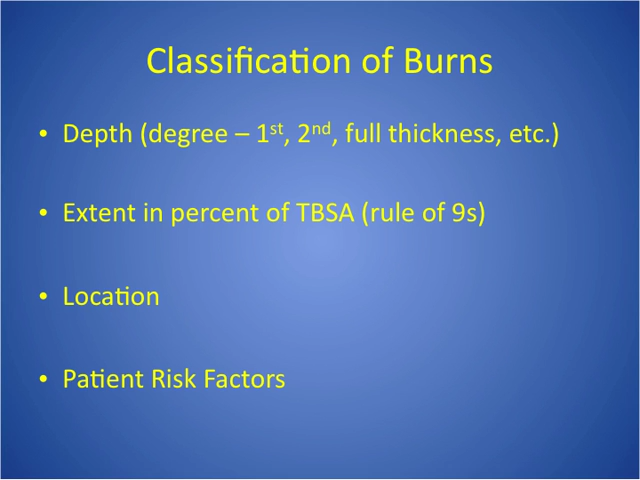 Classification of Burns
• Depth (degree – 1st, 2nd, full thickness, etc.)
• Extent in percent of TBSA (rule of 9s)
• Location
• Patient Risk Factors